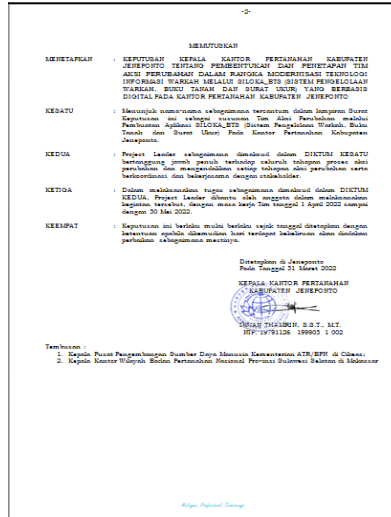 -2-
MEMUTUSKAN
MENETAPKAN : KEPUTUSAN KEPALA KANTOR PERTANAHAN KABUPATEN
JENEPONTO TENTANG PEMBENTUKAN DAN PENETAPAN TIM
AKSI PERUBAHAN DALAM RANGKA MODERNISASI TEKNOLOGI
INFORMASI WARKAH MELALUI SILOKA_BTS (SISTEM PENGELOLAAN
WARKAH, BUKU TANAH DAN SURAT UKUR) YANG BERBASIS
DIGITAL PADA KANTOR PERTANAHAN KABUPATEN JENEPONTO
KESATU : Menunjuk nama-nama sebagaimana tercantum dalam lampiran Surat
Keputusan ini sebagai susunan Tim Aksi Perubahan melalui
Pembuatan Aplikasi SILOKA_BTS (Sistem Pengelolaan Warkah, Buku
Tanah dan Surat Ukur) Pada Kantor Pertanahan Kabupaten
Jeneponto.
KEDUA : Project Leader sebagaimana dimaksud dalam DIKTUM KESATU
bertanggung jawab penuh terhadap seluruh tahapan proses aksi
perubahan dan mengendalikan setiap tahapan aksi perubahan serta
berkoordinasi dan bekerjasama dengan stakeholder.
KETIGA : Dalam melaksanakan tugas sebagaimana dimaksud dalam DIKTUM
KEDUA, Project Leader dibantu oleh anggota dalam melaksanakan
kegiatan tersebut, dengan masa kerja Tim tanggal 1 April 2022 sampai
dengan 30 Mei 2022.
KEEMPAT : Keputusan ini berlaku mulai berlaku sejak tanggal ditetapkan dengan
ketentuan apabila dikemudian hari terdapat kekeliruan akan diadakan
perbaikan sebagaimana mestinya.
Ditetapkan di Jeneponto
Pada Tanggal 31 Maret 2022
KEPALA KANTOR PERTANAHAN
KABUPATEN JENEPONTO
THAMRIN, S.S.T., M.T.
NIP. 19791126 199903 1 002
Tembusan :
1. Kepala Pusat Pengembangan Sumber Daya Manusia Kementerian ATR/BPN di Cikeas;
2. Kepala Kantor Wilayah Badan Pertanahan Nasional Provinsi Sulawesi Selatan di Makassar
Melayani, Profesional, Terpercaya